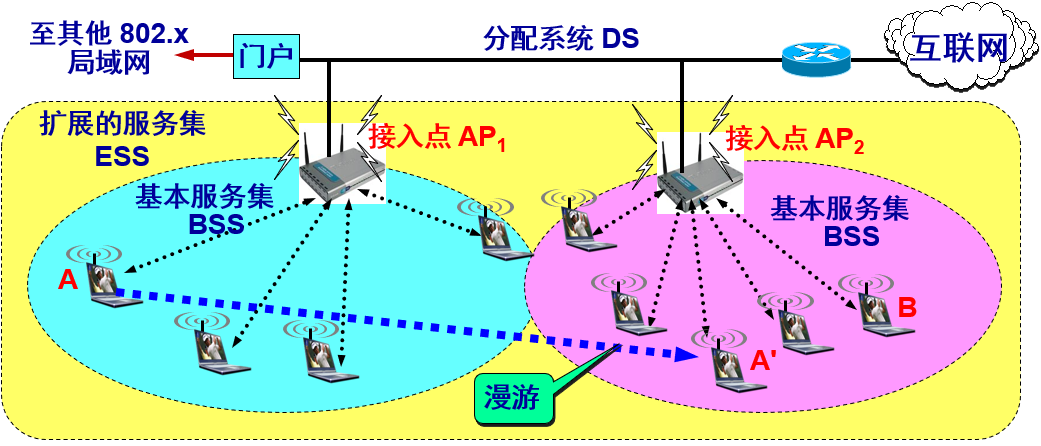 至其他 802.x
局域网
门户
分配系统 DS
互联网
扩展的服务集
ESS
接入点 AP₁
接入点 AP₂
基本服务集
BSS
基本服务集
BSS
A
B
A'
漫游